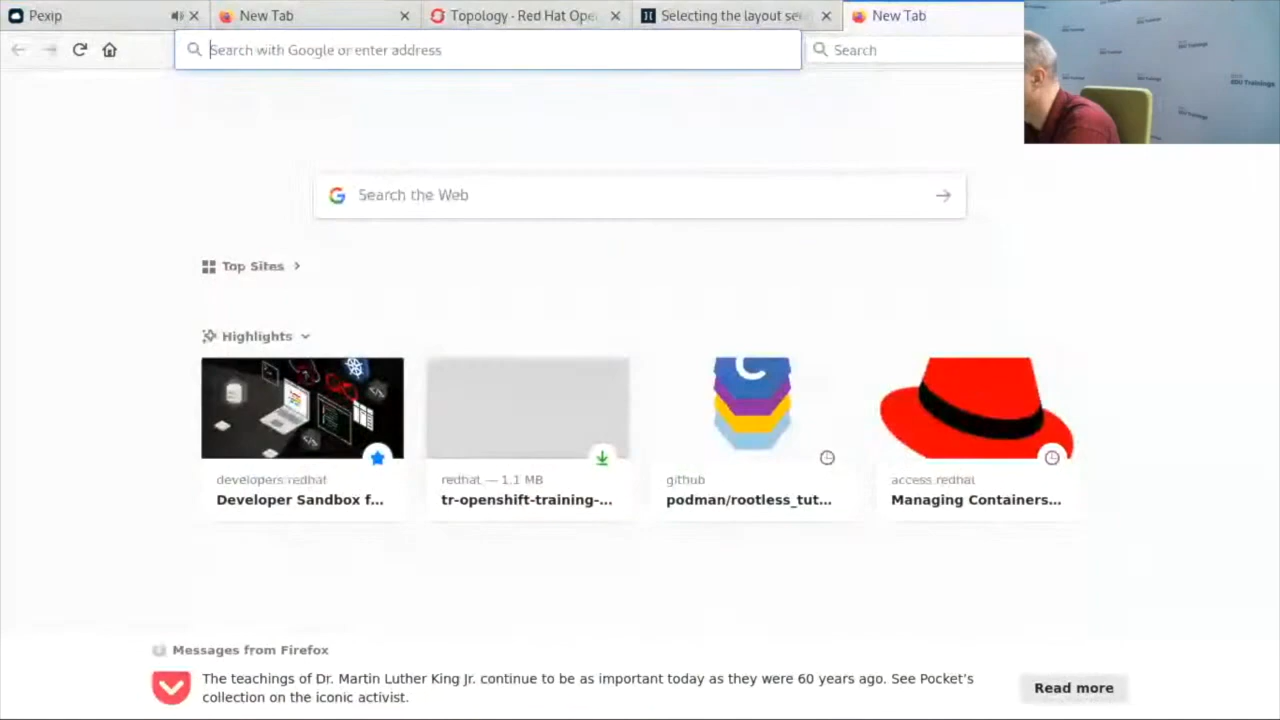 Pexip
New Tab
Topology · Red Hat Ope
Selecting the layout se
New Tab
Search with Google or enter address
Search
Search the Web
Top Sites
Highlights
developers.redhat
Developer Sandbox f...
redhat — 1.1 MB
tr-openshift-training-...
github
podman/rootless_tut...
access.redhat
Managing Containers...
Messages from Firefox
The teachings of Dr. Martin Luther King Jr. continue to be as important today as they were 60 years ago. See Pocket’s
collection on the iconic activist.
Read more